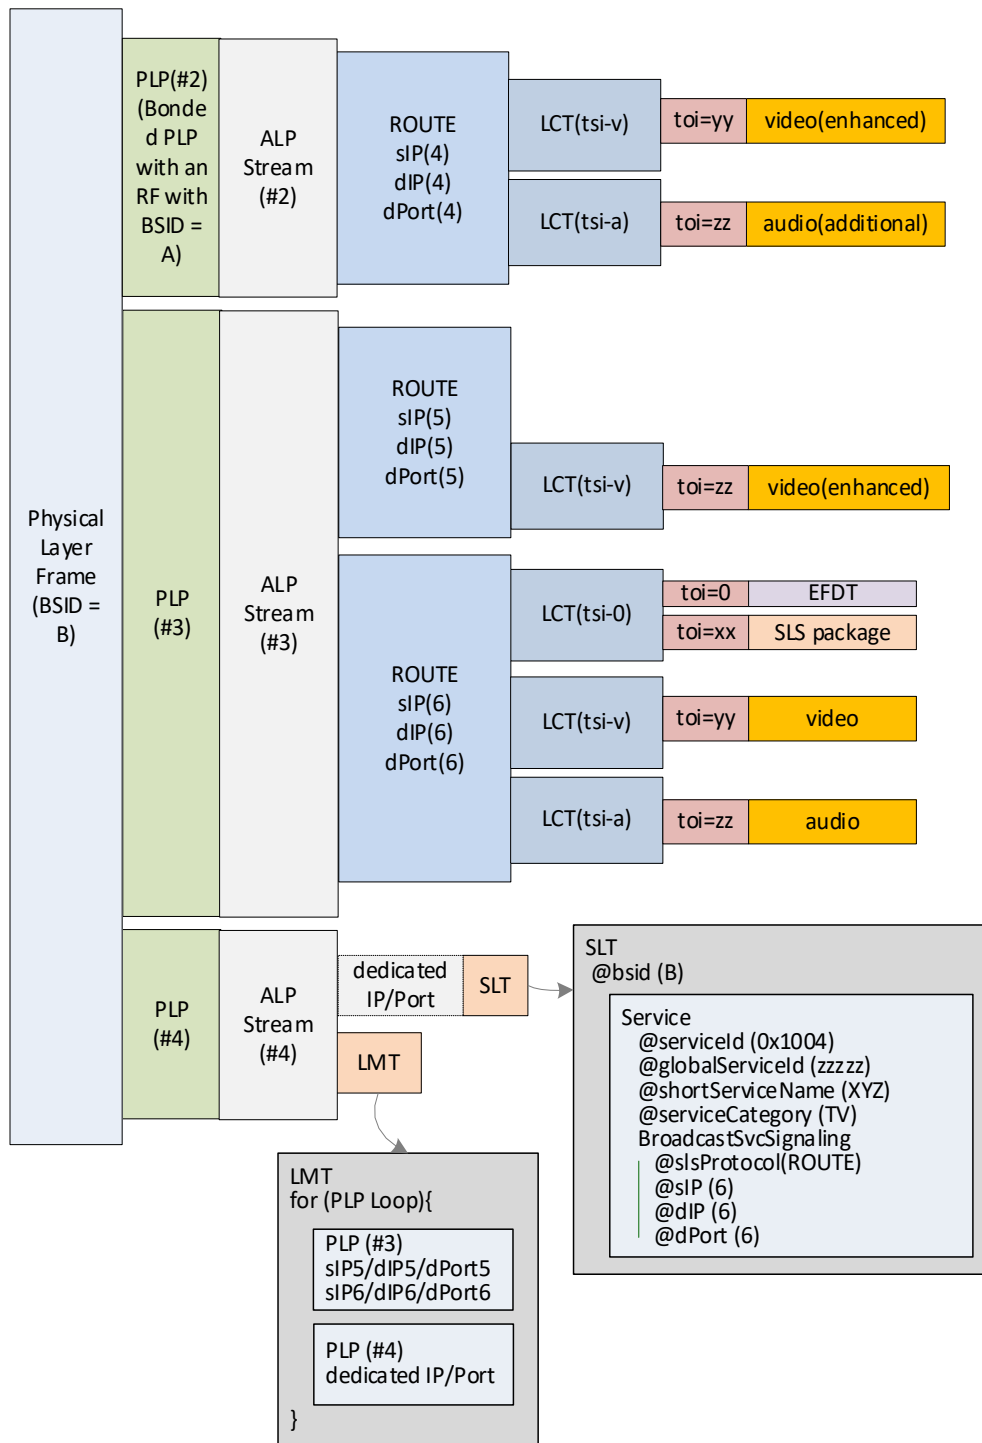 PLP(#2)
(Bonde
d PLP
with an
RF with
BSID =
A)
ALP
Stream
(#2)
ROUTE
sIP(4)
dIP(4)
dPort(4)
LCT(tsi-v)
toi=yy
video(enhanced)
LCT(tsi-a)
toi=zz
audio(additional)
Physical
Layer
Frame
(BSID =
B)
PLP
(#3)
ALP
Stream
(#3)
ROUTE
sIP(5)
dIP(5)
dPort(5)
LCT(tsi-v)
toi=zz
video(enhanced)
ROUTE
sIP(6)
dIP(6)
dPort(6)
LCT(tsi-0)
toi=0
EFDT
toi=xx
SLS package
LCT(tsi-v)
toi=yy
video
LCT(tsi-a)
toi=zz
audio
PLP
(#4)
ALP
Stream
(#4)
dedicated
IP/Port
SLT
LMT
SLT
@bsid (B)
Service
@serviceId (0x1004)
@globalServiceId (zzzzz)
@shortServiceName (XYZ)
@serviceCategory (TV)
BroadcastSvcSignaling
@slsProtocol(ROUTE)
@sIP (6)
@dIP (6)
@dPort (6)
LMT
for (PLP Loop){
PLP (#3)
sIP5/dIP5/dPort5
sIP6/dIP6/dPort6
PLP (#4)
dedicated IP/Port
}